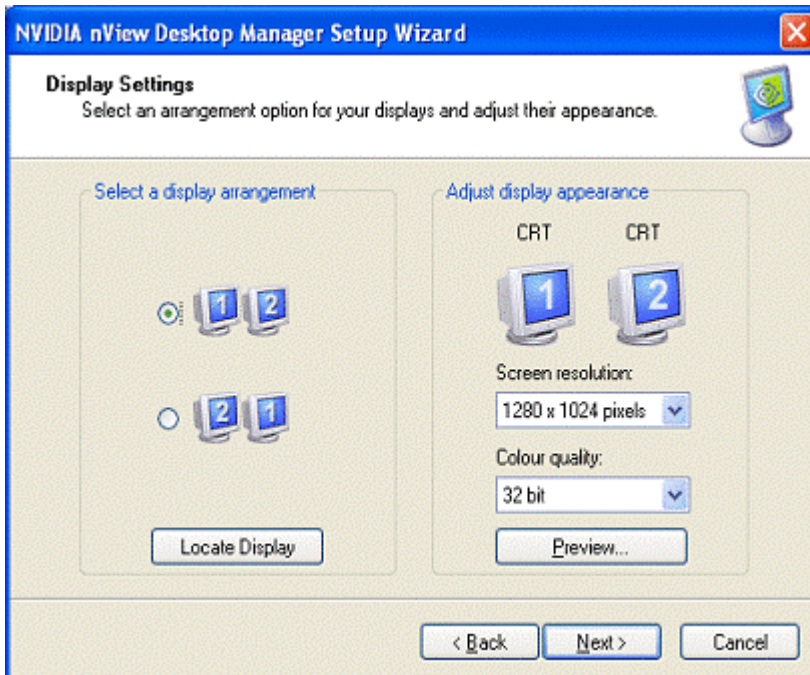 NVIDIA nView Desktop Manager Setup Wizard
Display Settings
Select an arrangement option for your displays and adjust their appearance.
Select a display arrangement
1 2
2 1
Locate Display
Adjust display appearance
CRT CRT
1 2
Screen resolution:
1280 x 1024 pixels
Colour quality:
32 bit
Preview...
< Back Next > Cancel